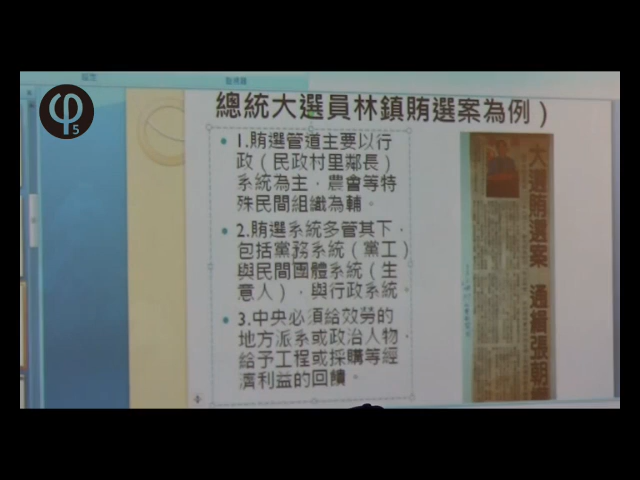 φ5
總統大選員林鎮賄選案為例）
1.賄選管道主要以行
政（民政村里鄰長）
系統為主，農會等特
殊民間組織為輔。
2.賄選系統多管其下，
包括黨務系統（黨工）
與民間團體系統（生
意人），與行政系統。
3.中央必須給效勞的
地方派系或政治人物，
給予工程或採購等經
濟利益的回饋。
大選賄選案
通緝張朝